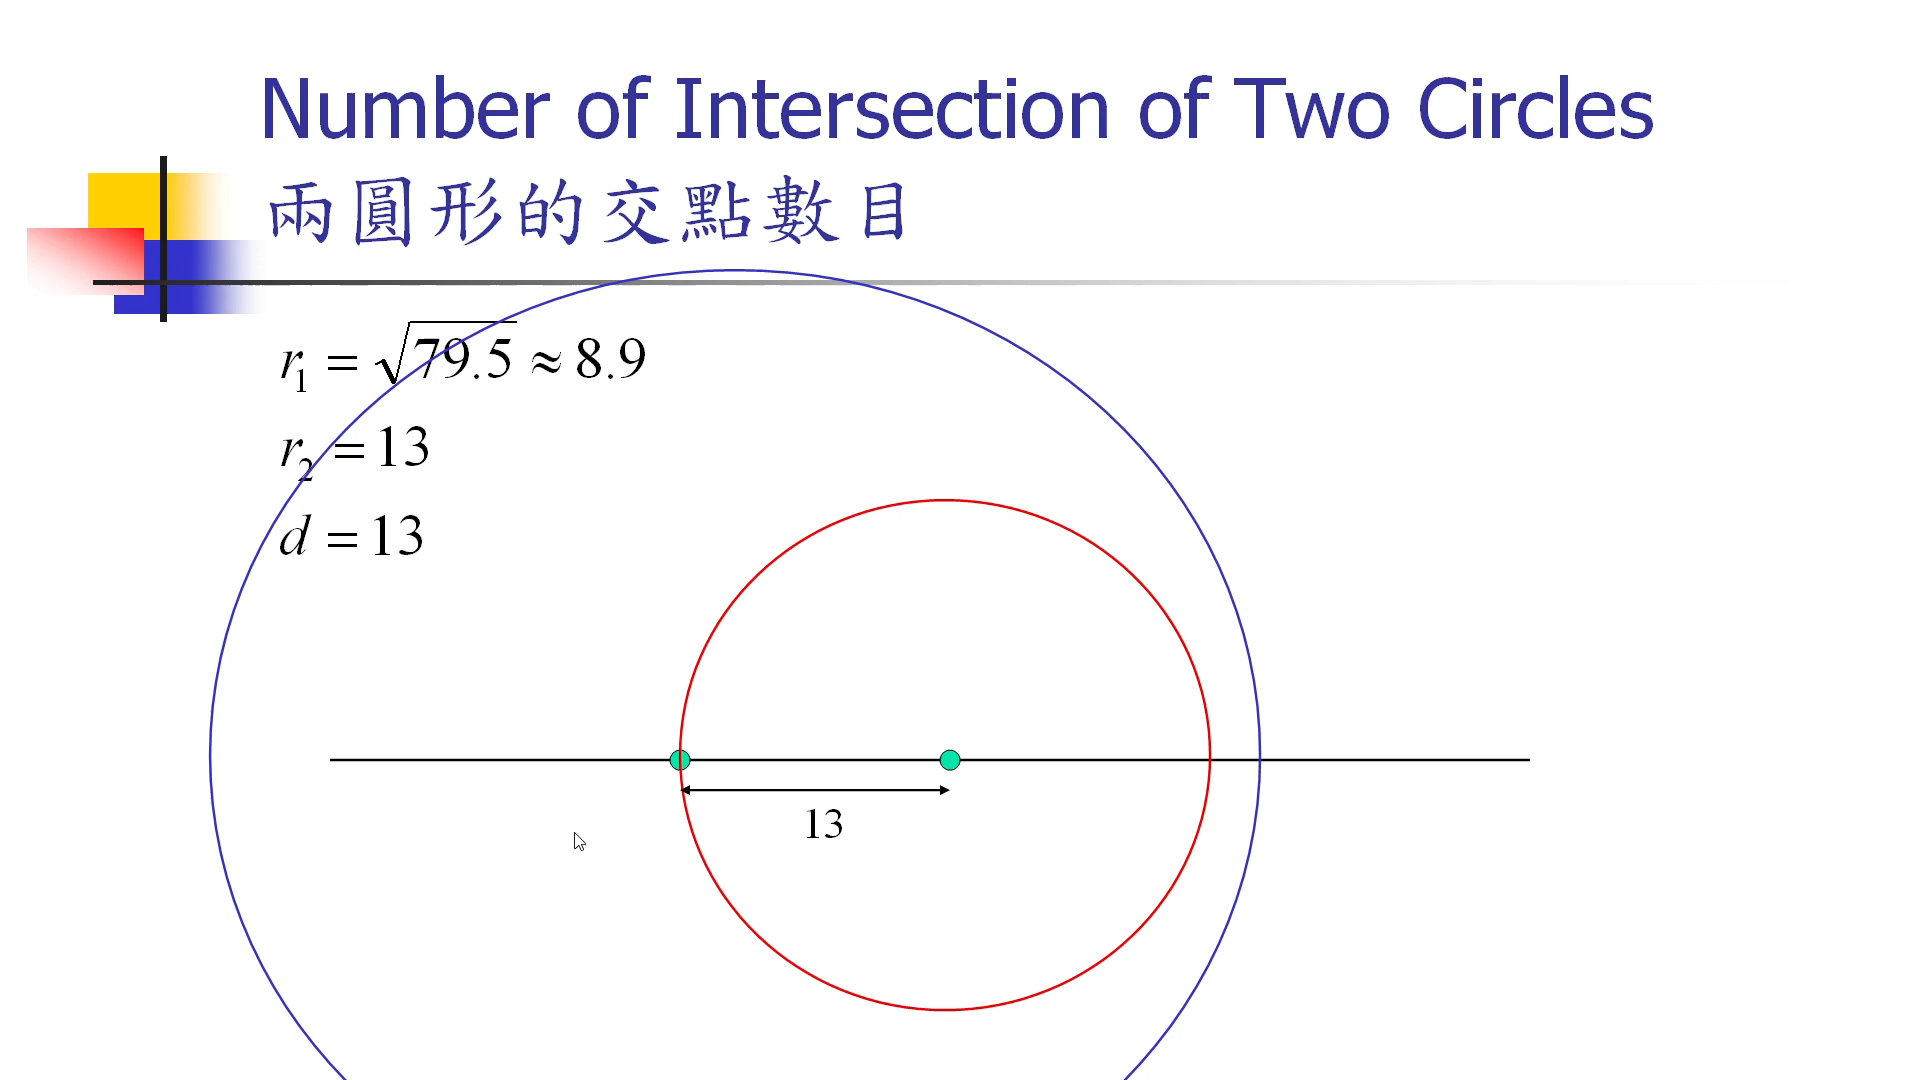 Number of Intersection of Two Circles
兩圓形的交點數目
r₁ = √79.5 ≈ 8.9
r₂ = 13
d = 13
13